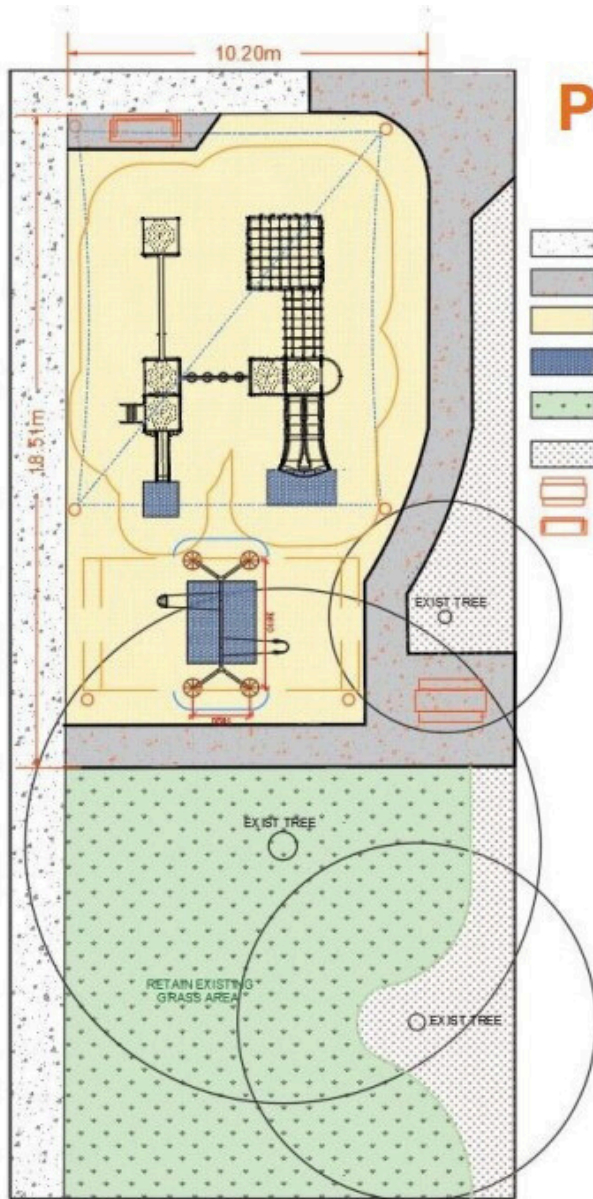 10.20m
P
18.51m
EXIST TREE
EXIST TREE
RETAIN EXISTING
GRASS AREA
EXIST TREE